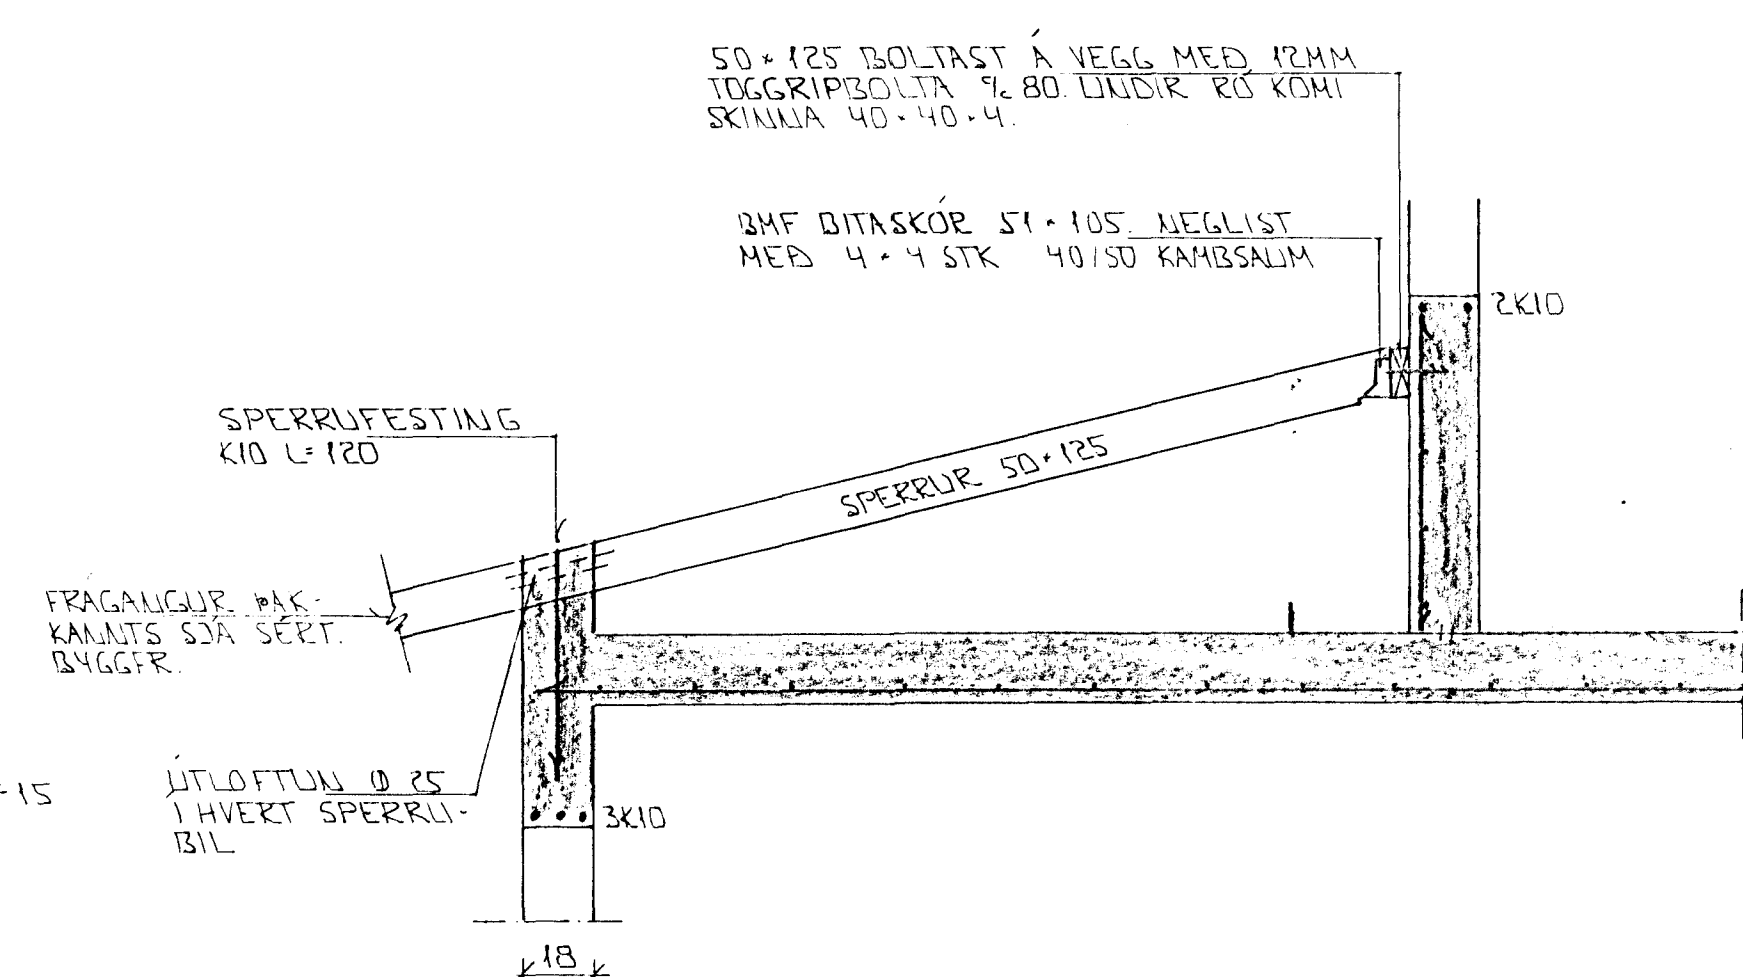 50×125 BOLTAST Á VEGG MEÐ 12MM
TOGGRIPBOLTA %c 80. UNDIR RÓ KOMI
SKINNA 40×40×4.
BMF BITASKÓR 51×105. NEGLIST
MEÐ 4×4 STK 40/50 KAMBSAUM
2K10
SPERRUFESTING
K10 L=120
SPERRUR 50×125
FRÁGANGUR ÞAK-
KANNTS SJÁ SÉRT.
BYGGFR.
-15
ÚTLOFTUN Ø 25
Í HVERT SPERRU-
BIL
3K10
18